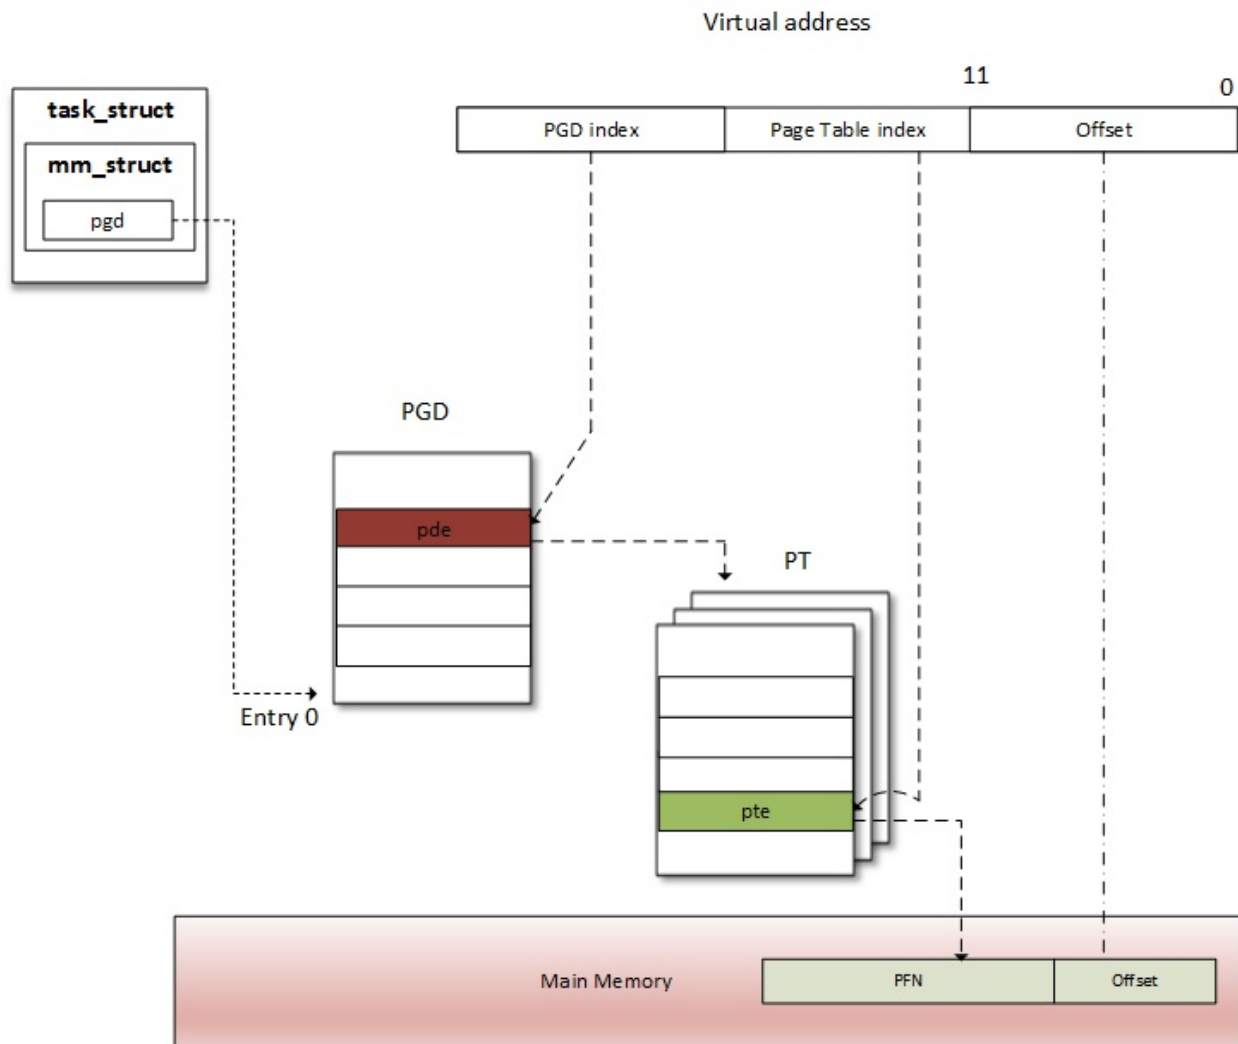 Virtual address
11
0
task_struct
PGD index
Page Table index
Offset
mm_struct
pgd
PGD
pde
PT
Entry 0
pte
Main Memory
PFN
Offset